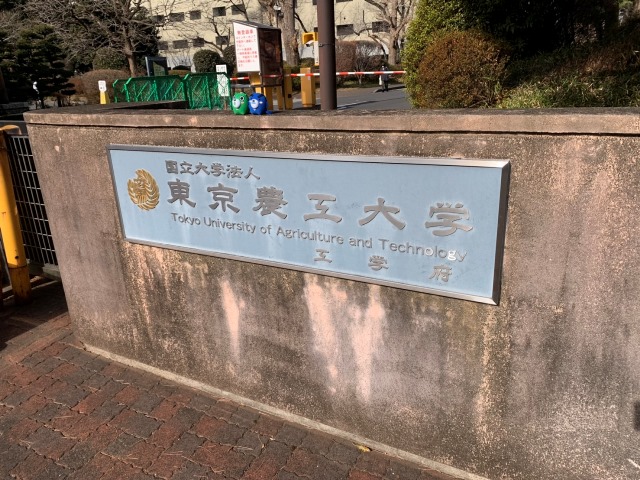 国立大学法人
東京農工大学
Tokyo University of Agriculture and Technology
工学府